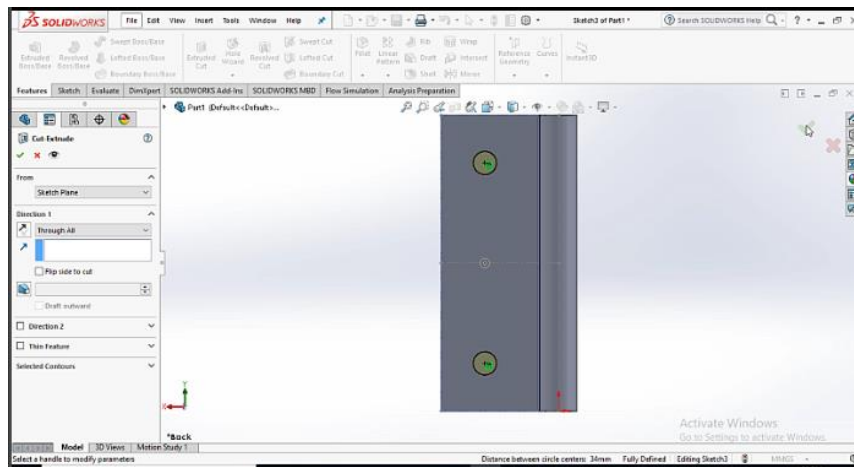 SOLIDWORKS File Edit View Insert Tools Window Help Sketch3 of Part1 * Search SOLIDWORKS Help
Extruded Boss/Base Revolved Boss/Base Swept Boss/Base Lofted Boss/Base Boundary Boss/Base Extruded Cut Hole Wizard Revolved Cut Swept Cut Lofted Cut Boundary Cut Fillet Linear Pattern Rib Draft Shell Wrap Intersect Mirror Reference Geometry Curves Instant3D
Features Sketch Evaluate DimXpert SOLIDWORKS Add-Ins SOLIDWORKS MBD Flow Simulation Analysis Preparation
Part1 (Default<<Default>...
Cut-Extrude
From
Sketch Plane
Direction 1
Through All
Flip side to cut
Draft outward
Direction 2
Thin Feature
Selected Contours
Y
X
*Back
Activate Windows
Go to Settings to activate Windows.
Model 3D Views Motion Study 1
Select a handle to modify parameters Distance between circle centers: 34mm Fully Defined Editing Sketch3 MMGS